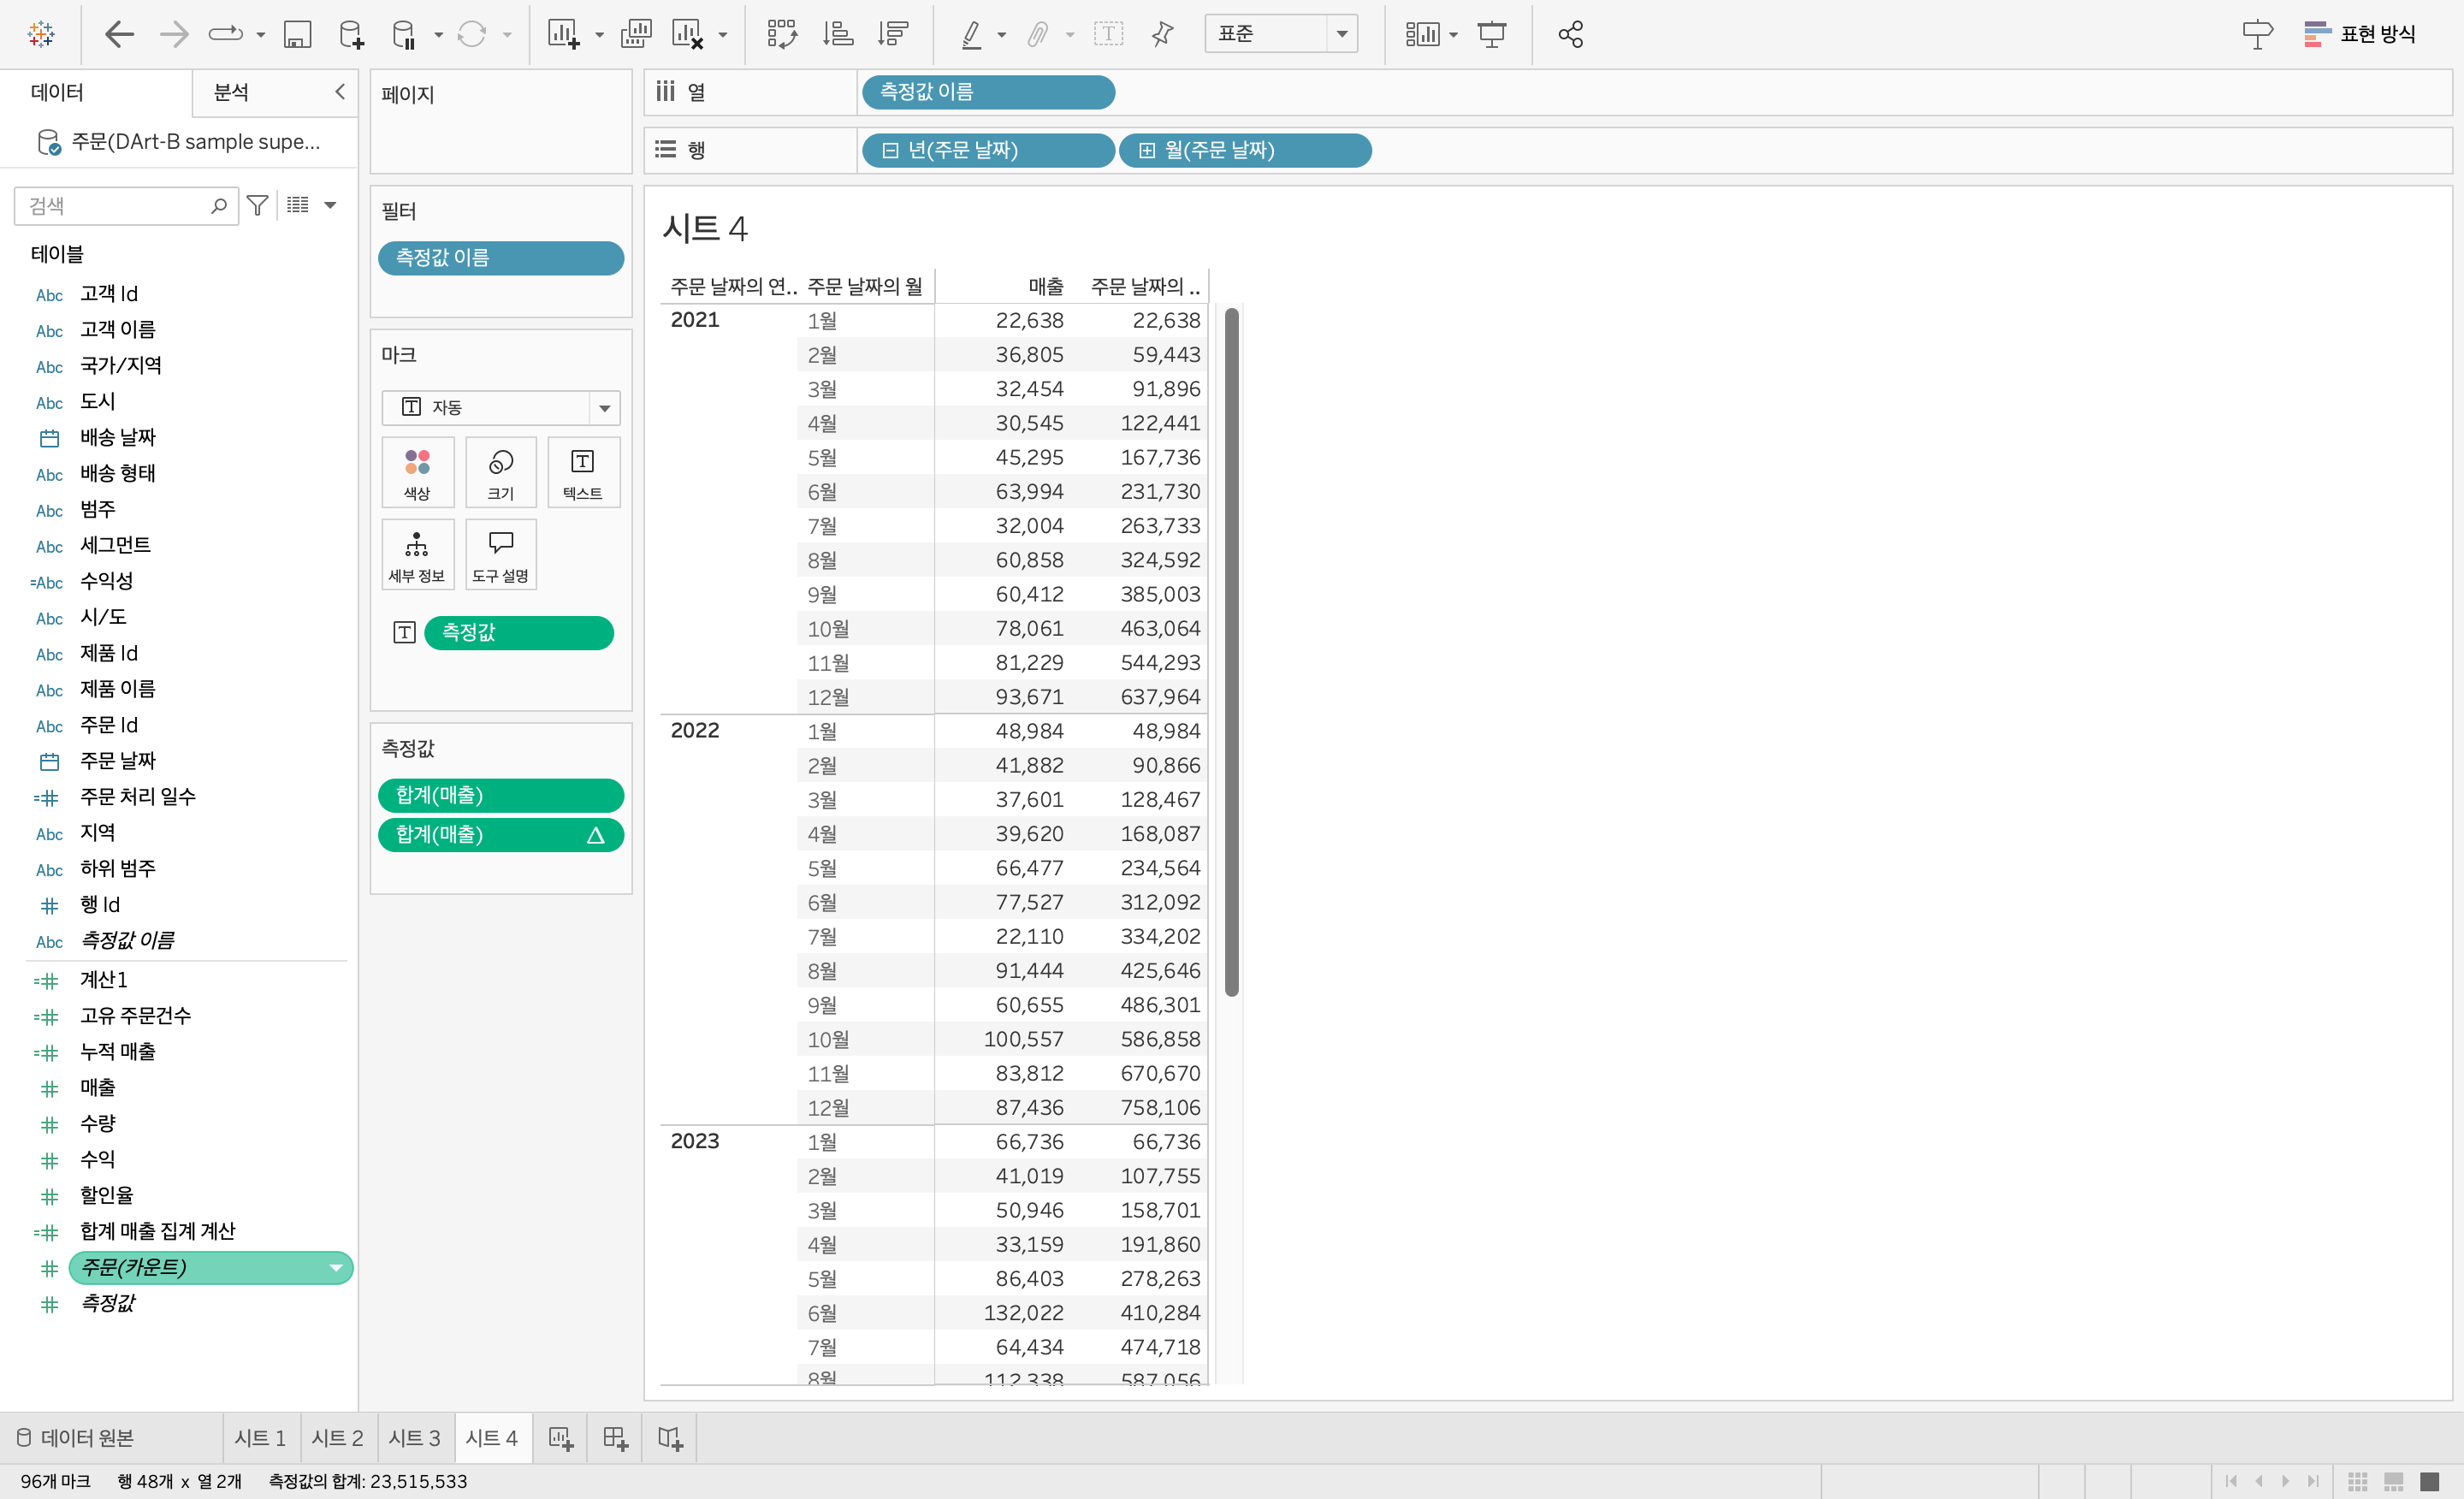 표준
표현 방식
데이터
분석
주문(DArt-B sample supe...
검색
테이블
Abc 고객 Id
Abc 고객 이름
Abc 국가/지역
Abc 도시
배송 날짜
Abc 배송 형태
Abc 범주
Abc 세그먼트
=Abc 수익성
Abc 시/도
Abc 제품 Id
Abc 제품 이름
Abc 주문 Id
주문 날짜
=# 주문 처리 일수
Abc 지역
Abc 하위 범주
# 행 Id
Abc 측정값 이름
=# 계산1
=# 고유 주문건수
=# 누적 매출
# 매출
# 수량
# 수익
# 할인율
=# 합계 매출 집계 계산
# 주문(카운트)
# 측정값
페이지
필터
측정값 이름
마크
T 자동
색상 크기 텍스트
세부 정보 도구 설명
T 측정값
측정값
합계(매출)
합계(매출) Δ
열 측정값 이름
행 년(주문 날짜) 월(주문 날짜)
시트 4
주문 날짜의 연.. 주문 날짜의 월 매출 주문 날짜의 ..
2021 1월 22,638 22,638
2월 36,805 59,443
3월 32,454 91,896
4월 30,545 122,441
5월 45,295 167,736
6월 63,994 231,730
7월 32,004 263,733
8월 60,858 324,592
9월 60,412 385,003
10월 78,061 463,064
11월 81,229 544,293
12월 93,671 637,964
2022 1월 48,984 48,984
2월 41,882 90,866
3월 37,601 128,467
4월 39,620 168,087
5월 66,477 234,564
6월 77,527 312,092
7월 22,110 334,202
8월 91,444 425,646
9월 60,655 486,301
10월 100,557 586,858
11월 83,812 670,670
12월 87,436 758,106
2023 1월 66,736 66,736
2월 41,019 107,755
3월 50,946 158,701
4월 33,159 191,860
5월 86,403 278,263
6월 132,022 410,284
7월 64,434 474,718
8월 112,338 587,056
데이터 원본 시트 1 시트 2 시트 3 시트 4
96개 마크 행 48개 x 열 2개 측정값의 합계: 23,515,533